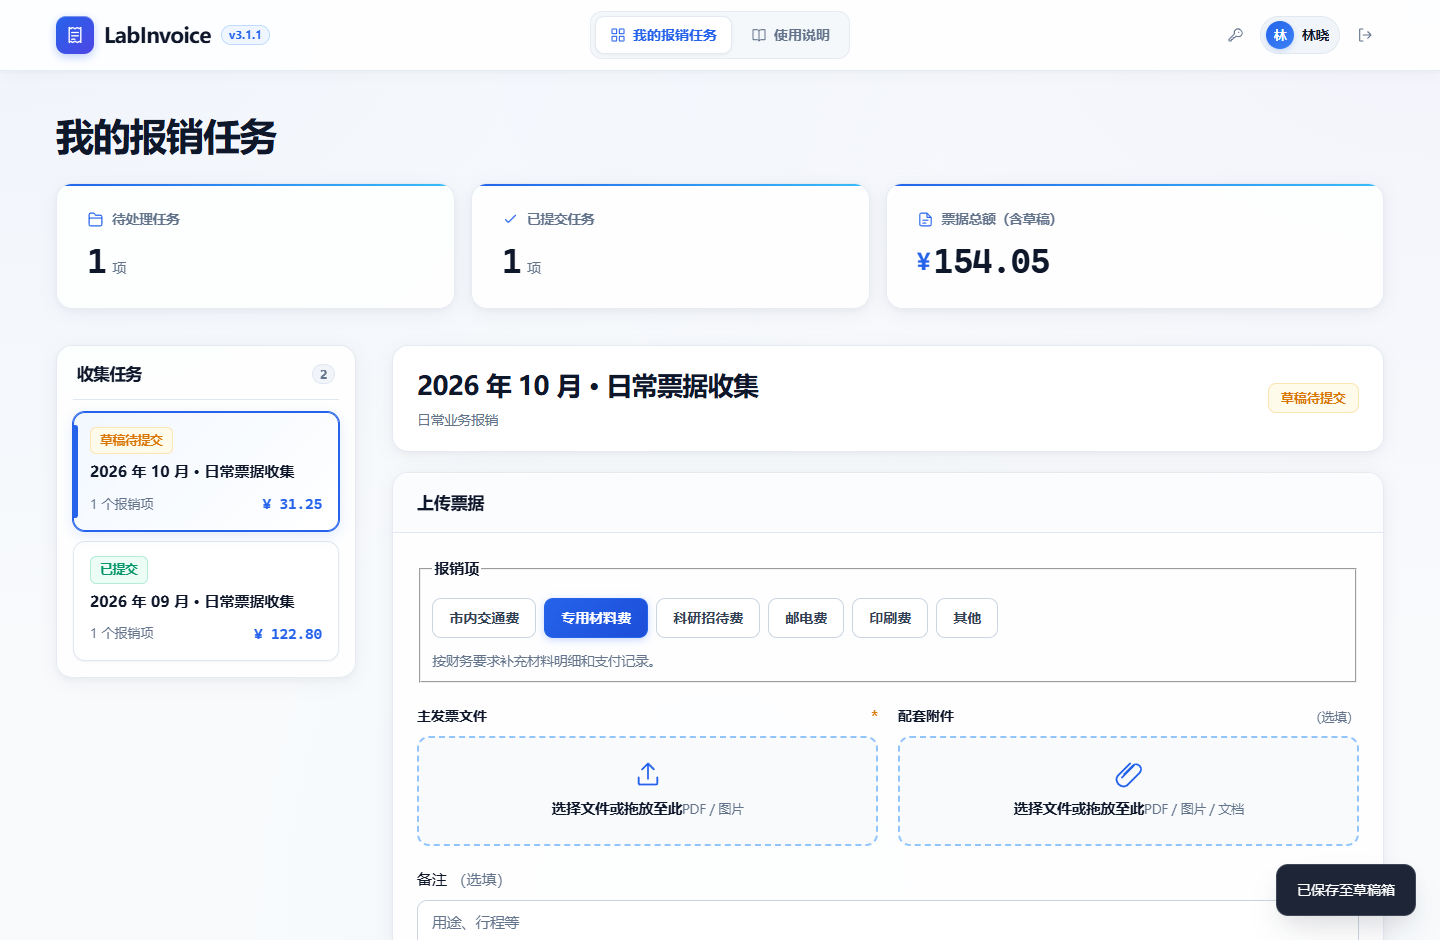 LabInvoice v3.1.1
我的报销任务
使用说明
林 林晓
我的报销任务
待处理任务
1 项
已提交任务
1 项
票据总额（含草稿）
¥154.05
收集任务 2
草稿待提交
2026 年 10 月 • 日常票据收集
1 个报销项 ¥ 31.25
已提交
2026 年 09 月 • 日常票据收集
1 个报销项 ¥ 122.80
2026 年 10 月 • 日常票据收集
日常业务报销
草稿待提交
上传票据
报销项
市内交通费 专用材料费 科研招待费 邮电费 印刷费 其他
按财务要求补充材料明细和支付记录。
主发票文件 *
选择文件或拖放至此PDF / 图片
配套附件 （选填）
选择文件或拖放至此PDF / 图片 / 文档
备注 （选填）
用途、行程等
已保存至草稿箱